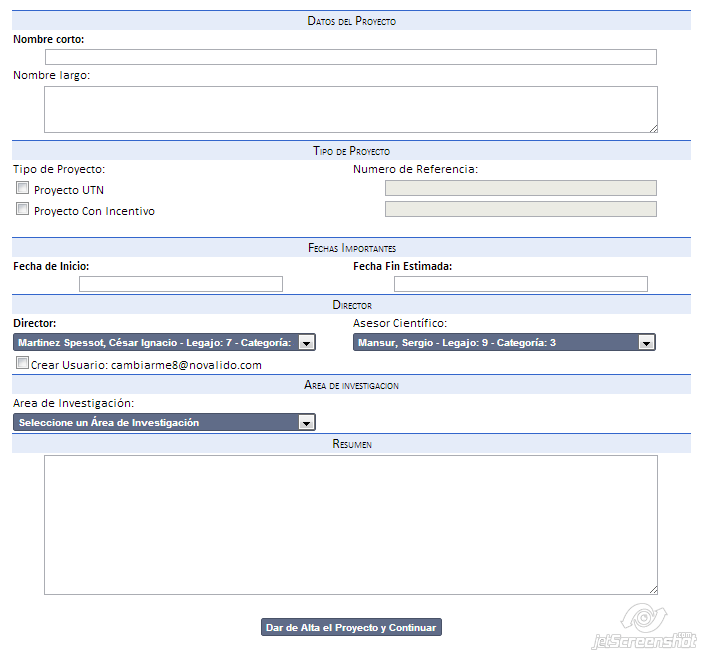 Datos del Proyecto
Nombre corto:
Nombre largo:
Tipo de Proyecto
Tipo de Proyecto: Numero de Referencia:
Proyecto UTN
Proyecto Con Incentivo
Fechas Importantes
Fecha de Inicio: Fecha Fin Estimada:
Director
Director: Asesor Científico:
Martinez Spessot, César Ignacio - Legajo: 7 - Categoría: Mansur, Sergio - Legajo: 9 - Categoría: 3
Crear Usuario: cambiarme8@novalido.com
Area de investigacion
Area de Investigación:
Seleccione un Área de Investigación
Resumen
Dar de Alta el Proyecto y Continuar
jetScreenshot.com